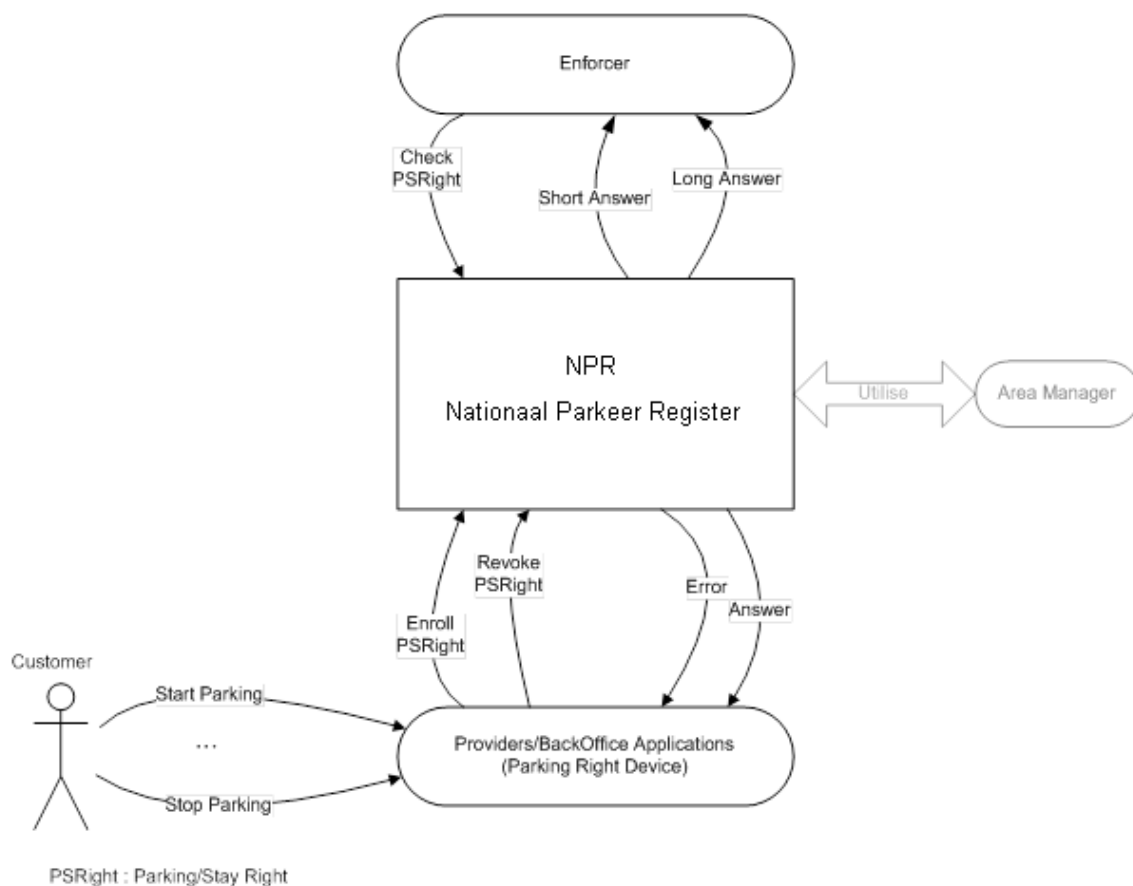 Enforcer
Check
PSRight
Short Answer
Long Answer
NPR
Nationaal Parkeer Register
Utilise
Area Manager
Revoke
PSRight
Enroll
PSRight
Error
Answer
Customer
Start Parking
...
Stop Parking
Providers/BackOffice Applications
(Parking Right Device)
PSRight : Parking/Stay Right